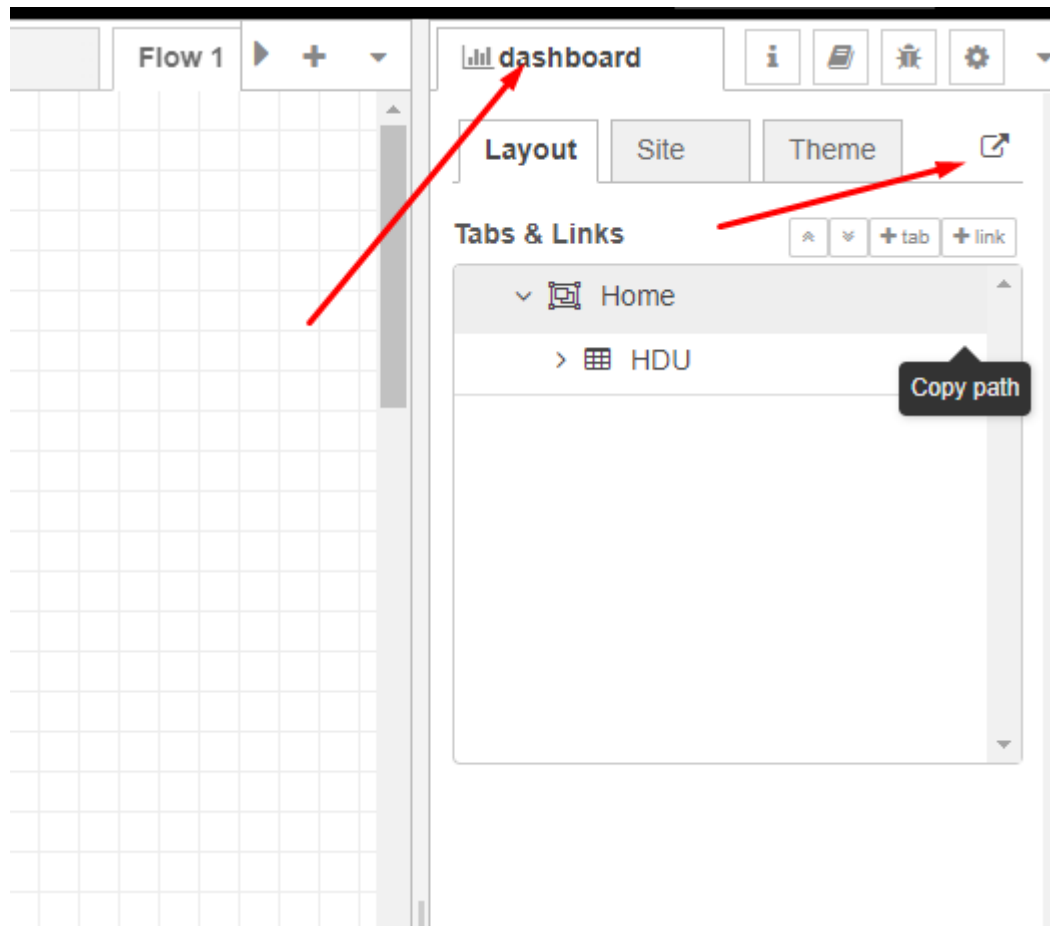 Flow 1
dashboard
i
Layout
Site
Theme
Tabs & Links
+ tab
+ link
Home
HDU
Copy path